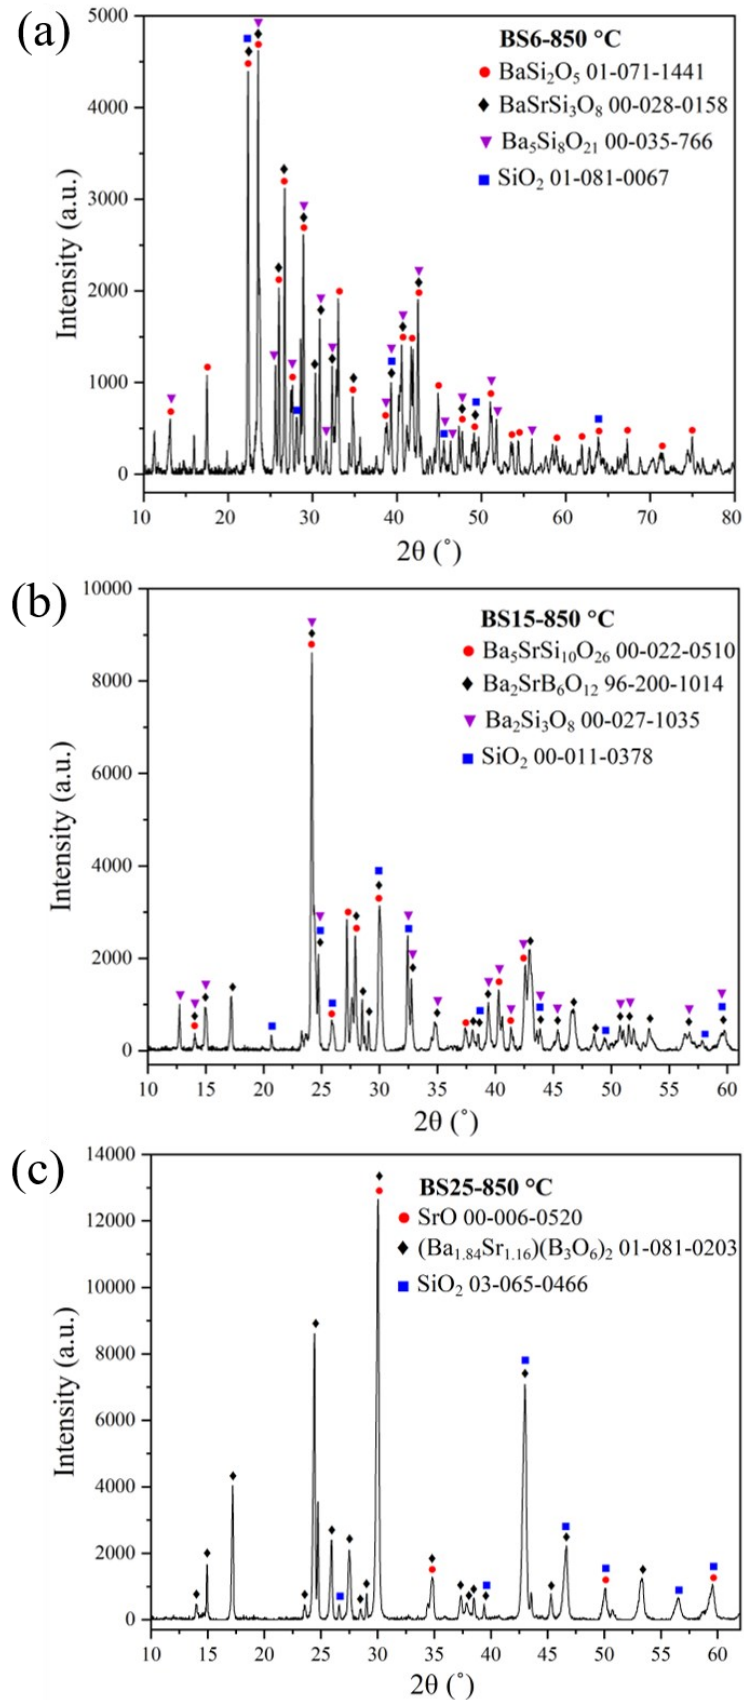 (a)
BS6-850 °C
BaSi₂O₅ 01-071-1441
BaSrSi₃O₈ 00-028-0158
Ba₅Si₈O₂₁ 00-035-766
SiO₂ 01-081-0067
Intensity (a.u.)
5000
4000
3000
2000
1000
0
10 20 30 40 50 60 70 80
2θ (˚)
(b)
BS15-850 °C
Ba₅SrSi₁₀O₂₆ 00-022-0510
Ba₂SrB₆O₁₂ 96-200-1014
Ba₂Si₃O₈ 00-027-1035
SiO₂ 00-011-0378
Intensity (a.u.)
10000
8000
6000
4000
2000
0
10 15 20 25 30 35 40 45 50 55 60
2θ (˚)
(c)
BS25-850 °C
SrO 00-006-0520
(Ba₁.₈₄Sr₁.₁₆)(B₃O₆)₂ 01-081-0203
SiO₂ 03-065-0466
Intensity (a.u.)
14000
12000
10000
8000
6000
4000
2000
0
10 15 20 25 30 35 40 45 50 55 60
2θ (˚)